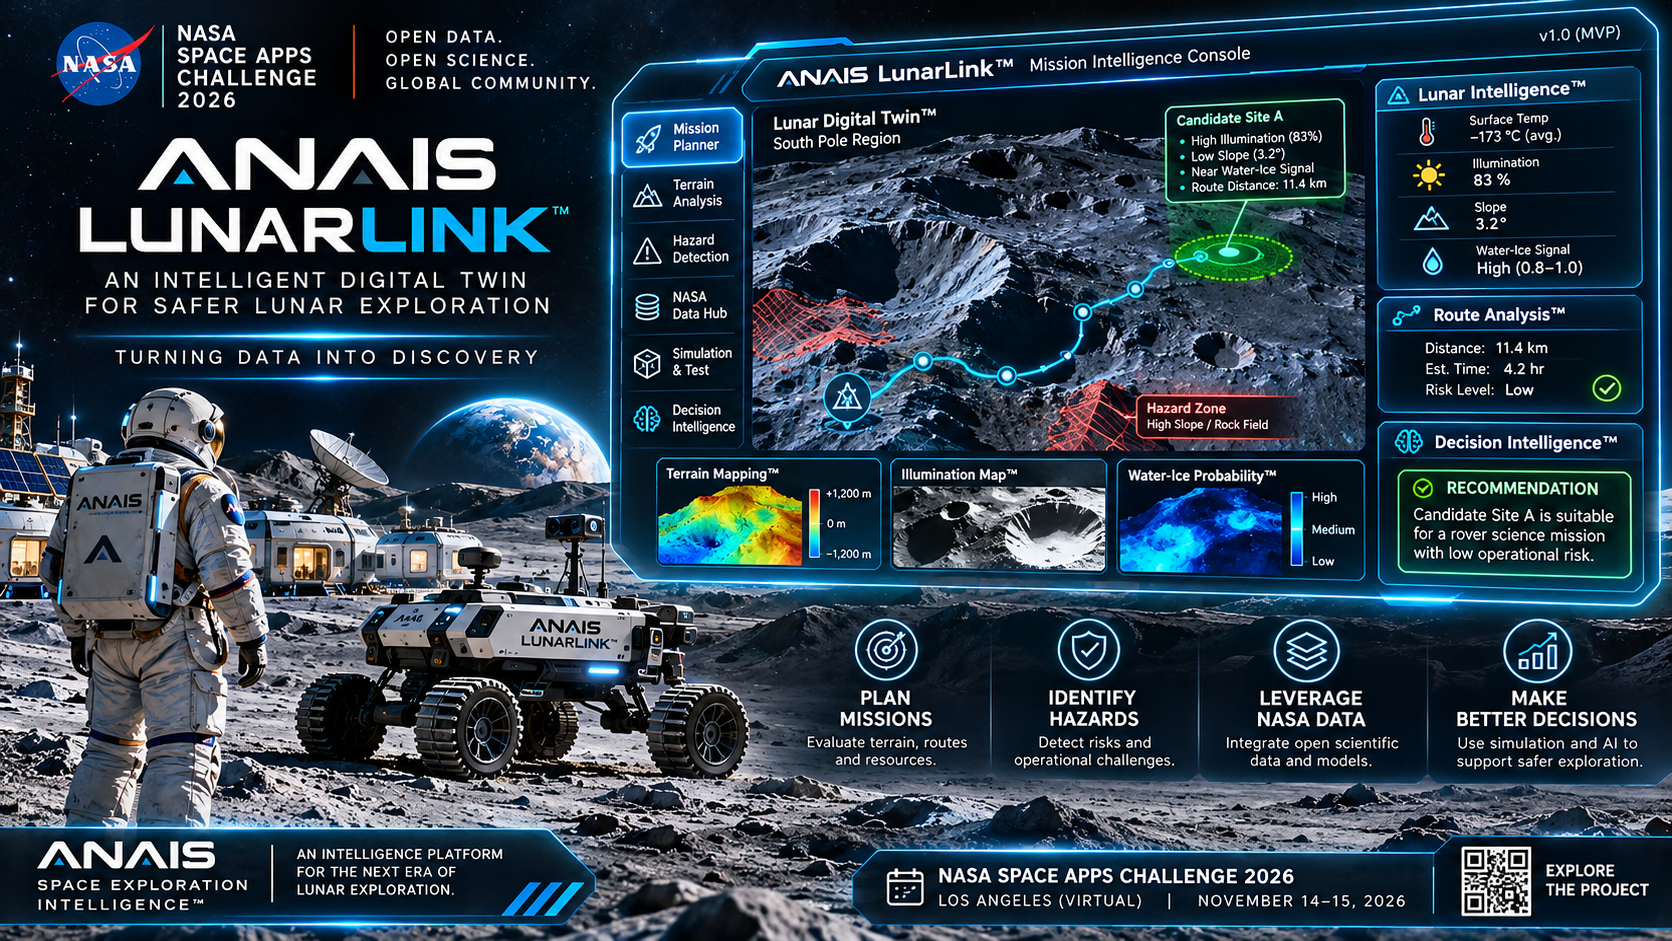 NASA
NASA
SPACE APPS
CHALLENGE
2026
OPEN DATA.
OPEN SCIENCE.
GLOBAL COMMUNITY.
ANAIS
LUNARLINK™
AN INTELLIGENT DIGITAL TWIN
FOR SAFER LUNAR EXPLORATION
TURNING DATA INTO DISCOVERY
ANAIS LunarLink™ Mission Intelligence Console
v1.0 (MVP)
Mission
Planner
Terrain
Analysis
Hazard
Detection
NASA
Data Hub
Simulation
& Test
Decision
Intelligence
Lunar Digital Twin™
South Pole Region
Candidate Site A
• High Illumination (83%)
• Low Slope (3.2°)
• Near Water-Ice Signal
• Route Distance: 11.4 km
Hazard Zone
High Slope / Rock Field
Terrain Mapping™
+1,200 m
0 m
−1,200 m
Illumination Map™
Water-Ice Probability™
High
Medium
Low
Lunar Intelligence™
Surface Temp
−173 °C (avg.)
Illumination
83 %
Slope
3.2°
Water-Ice Signal
High (0.8–1.0)
Route Analysis™
Distance: 11.4 km
Est. Time: 4.2 hr
Risk Level: Low
Decision Intelligence™
RECOMMENDATION
Candidate Site A is suitable
for a rover science mission
with low operational risk.
ANAIS
ANAIS
ANAIS
LUNARLINK™
PLAN
MISSIONS
Evaluate terrain, routes
and resources.
IDENTIFY
HAZARDS
Detect risks and
operational challenges.
LEVERAGE
NASA DATA
Integrate open scientific
data and models.
MAKE
BETTER DECISIONS
Use simulation and AI to
support safer exploration.
ANAIS
SPACE EXPLORATION
INTELLIGENCE™
AN INTELLIGENCE PLATFORM
FOR THE NEXT ERA OF
LUNAR EXPLORATION.
NASA SPACE APPS CHALLENGE 2026
LOS ANGELES (VIRTUAL) | NOVEMBER 14–15, 2026
EXPLORE
THE PROJECT